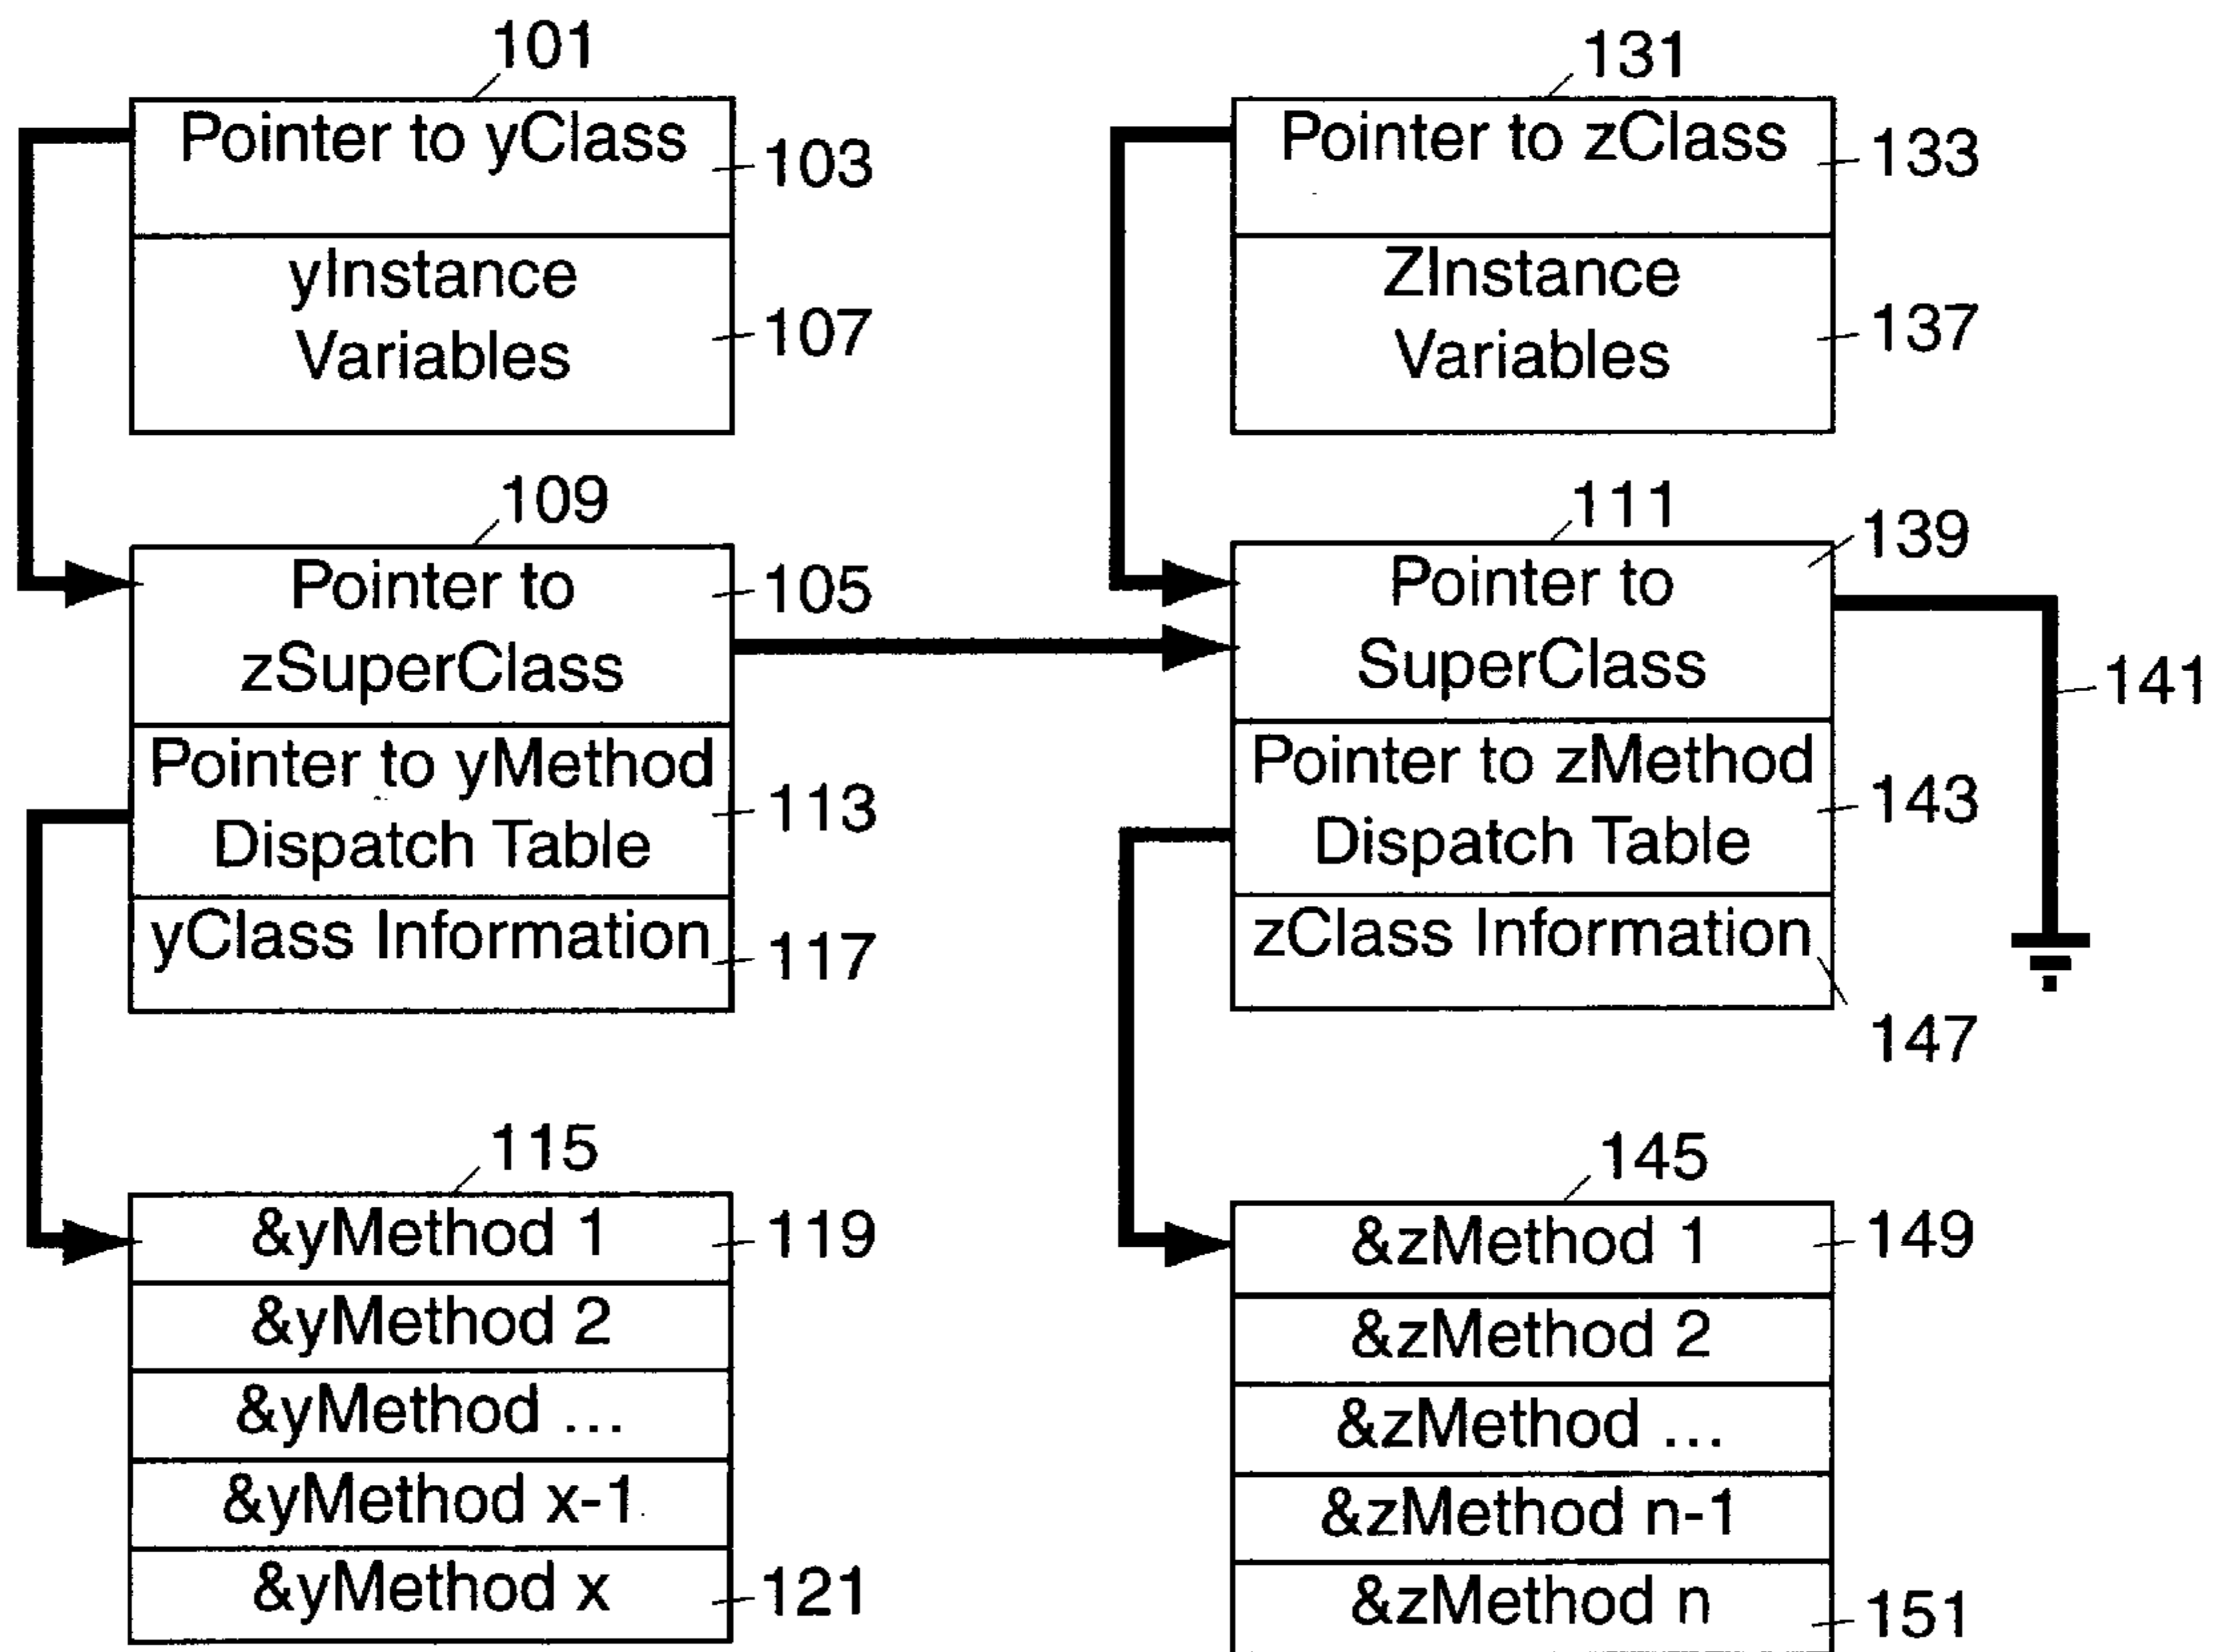 101
Pointer to yClass
103
yInstance
Variables
107
109
Pointer to
zSuperClass
105
Pointer to yMethod
Dispatch Table
113
yClass Information
117
115
&yMethod 1
119
&yMethod 2
&yMethod ...
&yMethod x-1
&yMethod x
121
131
Pointer to zClass
133
ZInstance
Variables
137
111
139
Pointer to
SuperClass
141
Pointer to zMethod
Dispatch Table
143
zClass Information
147
145
&zMethod 1
149
&zMethod 2
&zMethod ...
&zMethod n-1
&zMethod n
151